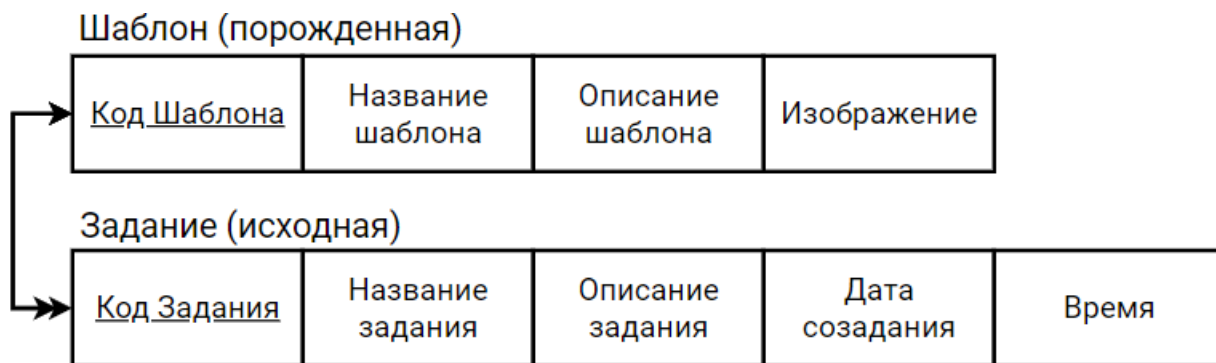 Шаблон (порожденная)
Код Шаблона
Название
шаблона
Описание
шаблона
Изображение
Задание (исходная)
Код Задания
Название
задания
Описание
задания
Дата
созадания
Время